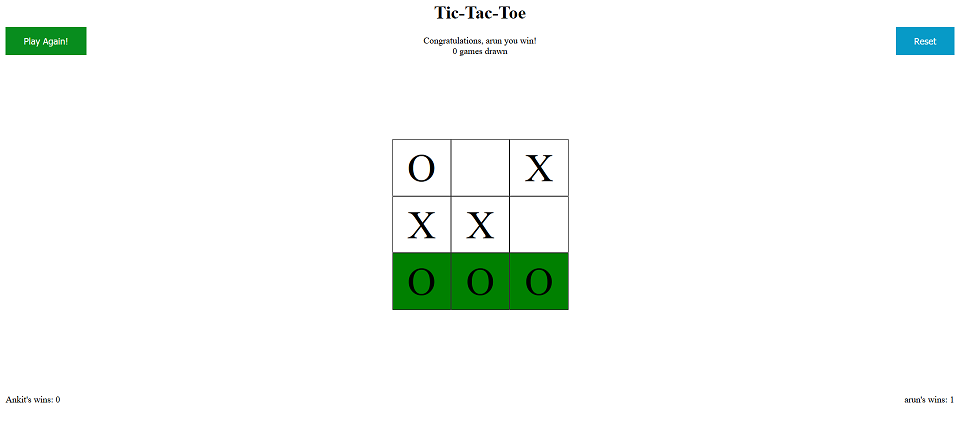 Tic-Tac-Toe
Play Again!
Congratulations, arun you win!
0 games drawn
Reset
O X
X X
O O O
Ankit's wins: 0
arun's wins: 1